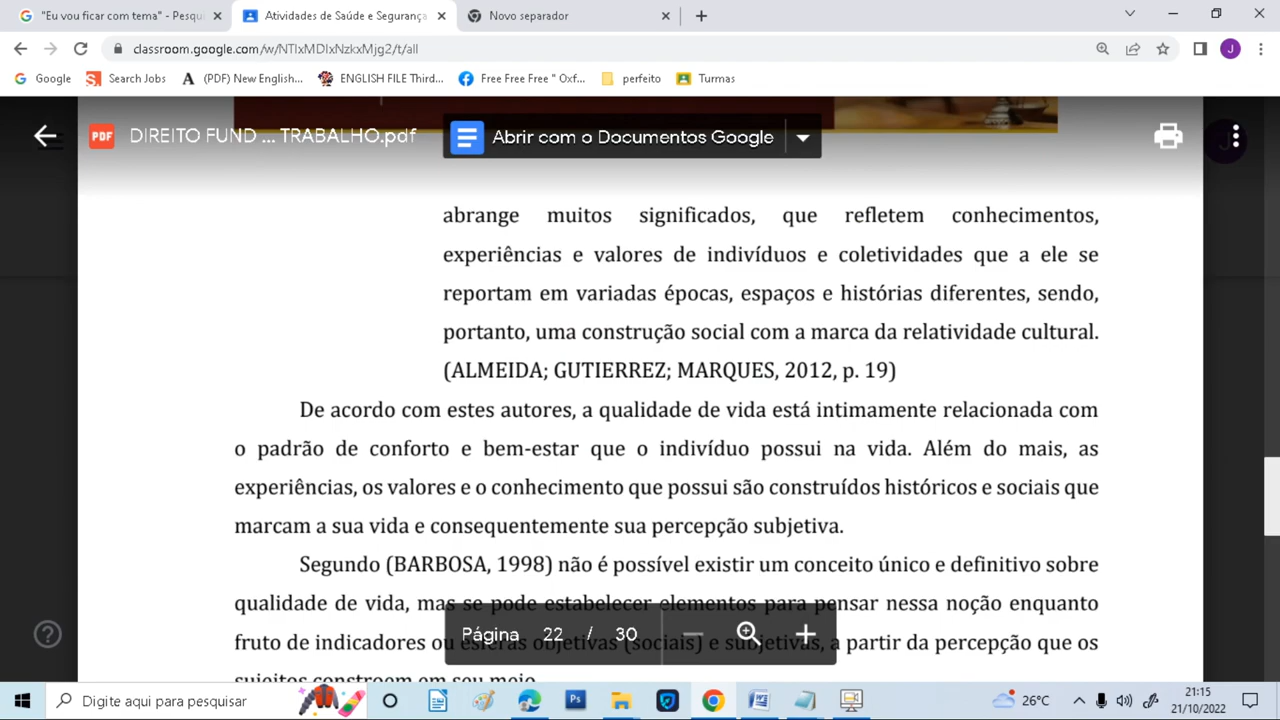 "Eu vou ficar com tema" - Pesqu
Atividades de Saúde e Segurança
Novo separador
classroom.google.com/w/NTIxMDIxNzkxMjg2/t/all
J
Google
Search Jobs
(PDF) New English...
ENGLISH FILE Third...
Free Free Free " Oxf...
perfeito
Turmas
PDF
DIREITO FUND ... TRABALHO.pdf
Abrir com o Documentos Google
abrange muitos significados, que refletem conhecimentos,
experiências e valores de indivíduos e coletividades que a ele se
reportam em variadas épocas, espaços e histórias diferentes, sendo,
portanto, uma construção social com a marca da relatividade cultural.
(ALMEIDA; GUTIERREZ; MARQUES, 2012, p. 19)
De acordo com estes autores, a qualidade de vida está intimamente relacionada com
o padrão de conforto e bem-estar que o indivíduo possui na vida. Além do mais, as
experiências, os valores e o conhecimento que possui são construídos históricos e sociais que
marcam a sua vida e consequentemente sua percepção subjetiva.
Segundo (BARBOSA, 1998) não é possível existir um conceito único e definitivo sobre
qualidade de vida, mas se pode estabelecer elementos para pensar nessa noção enquanto
fruto de indicadores ou esferas objetivas (sociais) e subjetivas, a partir da percepção que os
sujeitos constroem em seu meio.
Página 22 / 30
Digite aqui para pesquisar
26°C
21:15
21/10/2022